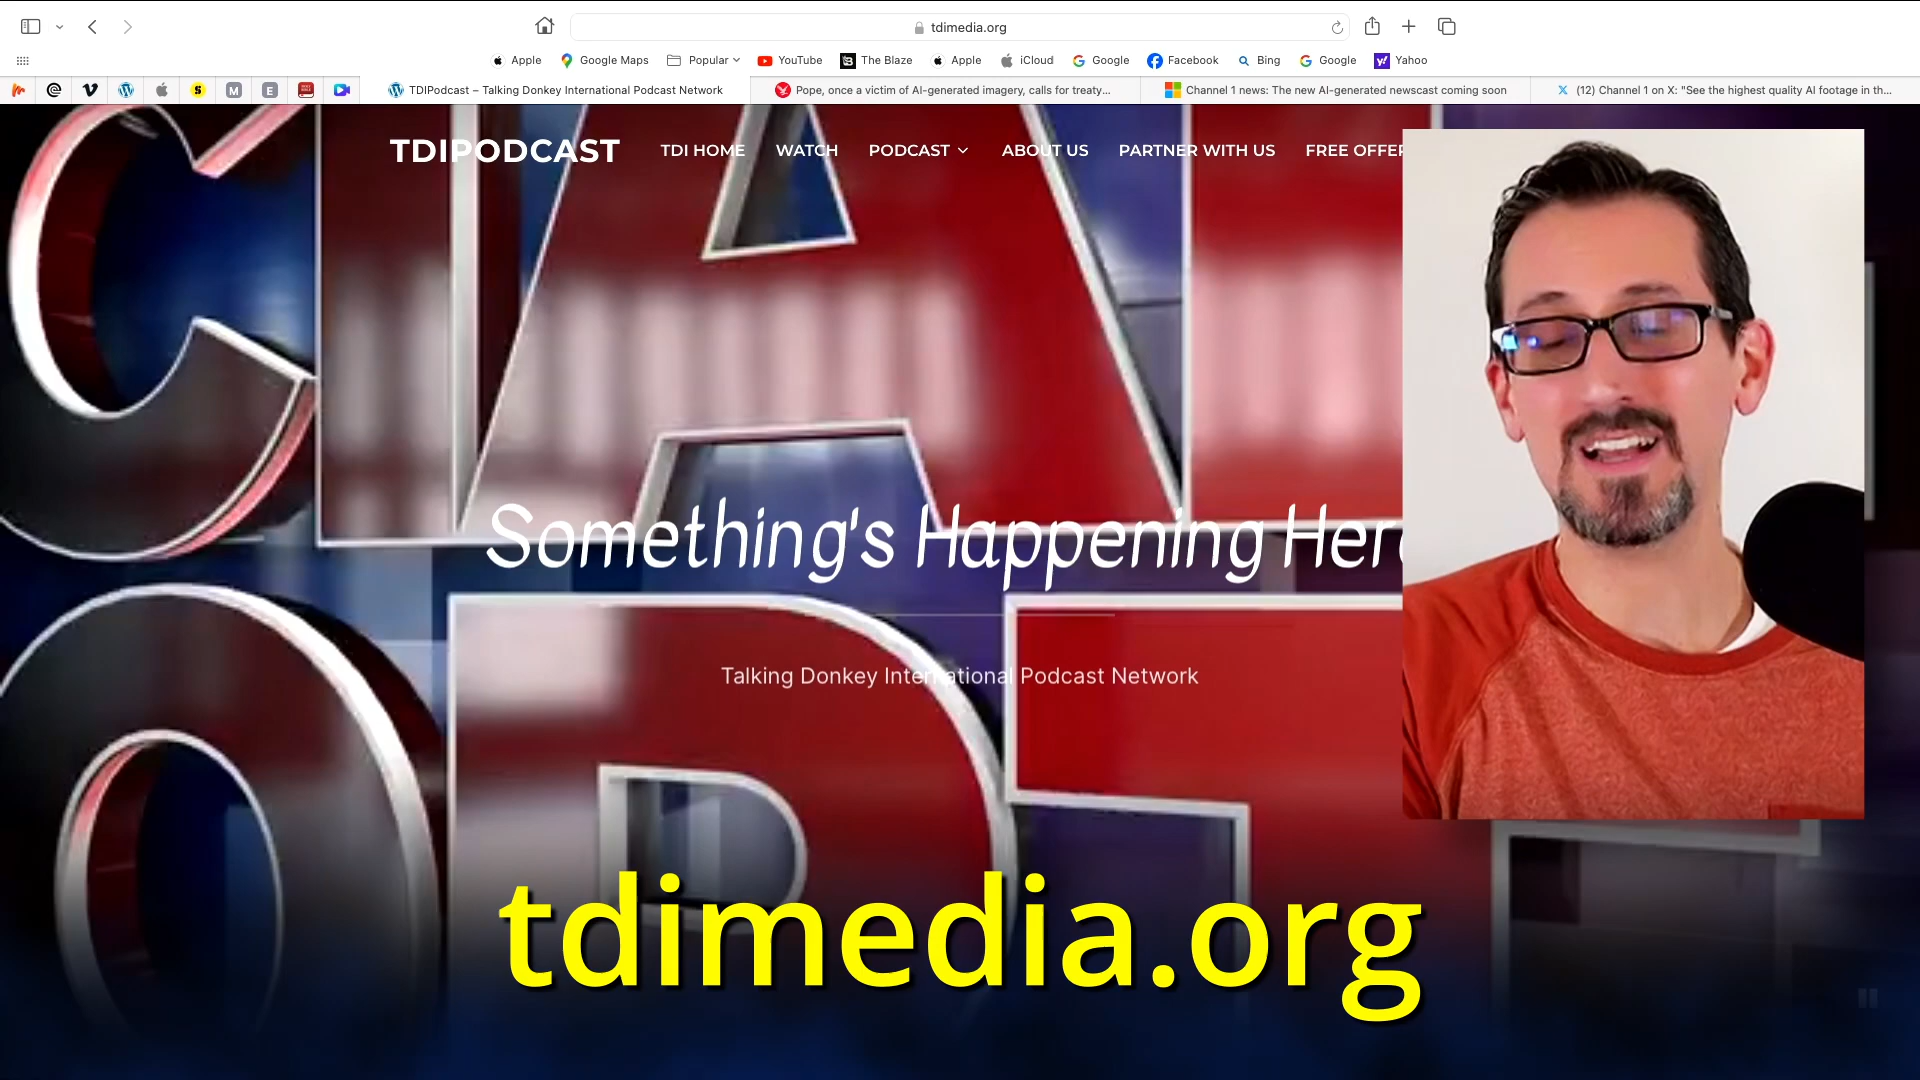 tdimedia.org
Apple
Google Maps
Popular
YouTube
The Blaze
Apple
iCloud
Google
Facebook
Bing
Google
Yahoo
TDIPodcast – Talking Donkey International Podcast Network
Pope, once a victim of AI-generated imagery, calls for treaty...
Channel 1 news: The new AI-generated newscast coming soon
(12) Channel 1 on X: "See the highest quality AI footage in th...
TDIPODCAST
TDI HOME
WATCH
PODCAST
ABOUT US
PARTNER WITH US
FREE OFFER
Something's Happening Here
Talking Donkey International Podcast Network
tdimedia.org